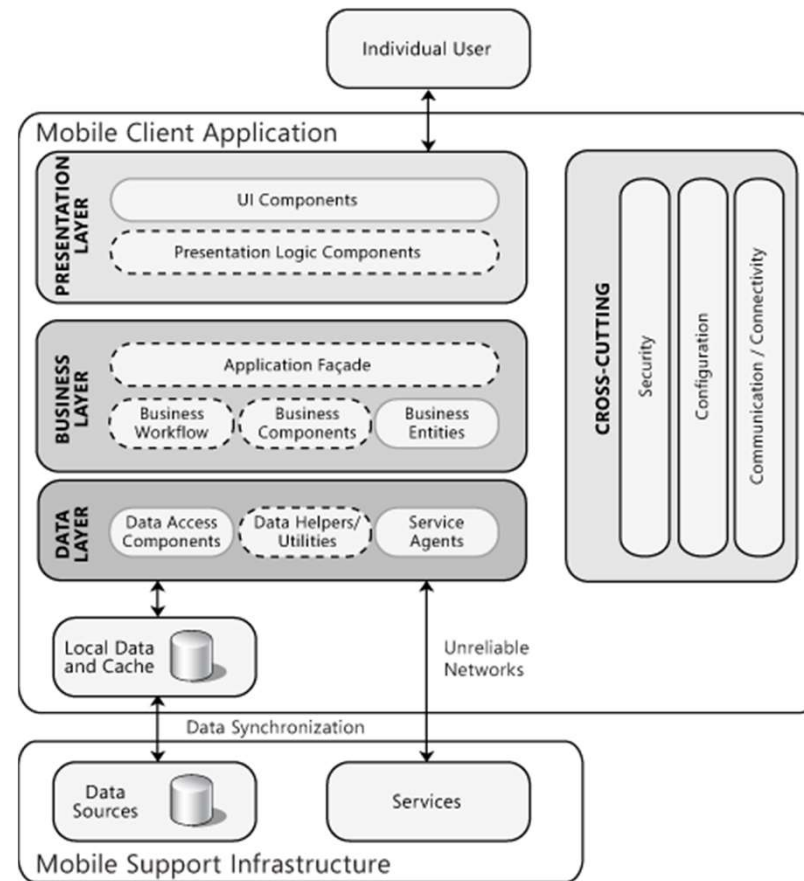 Individual User
Mobile Client Application
PRESENTATION
LAYER
UI Components
Presentation Logic Components
BUSINESS
LAYER
Application Façade
Business
Workflow
Business
Components
Business
Entities
DATA
LAYER
Data Access
Components
Data Helpers/
Utilities
Service
Agents
CROSS-CUTTING
Security
Configuration
Communication / Connectivity
Local Data
and Cache
Unreliable
Networks
Data Synchronization
Data
Sources
Services
Mobile Support Infrastructure